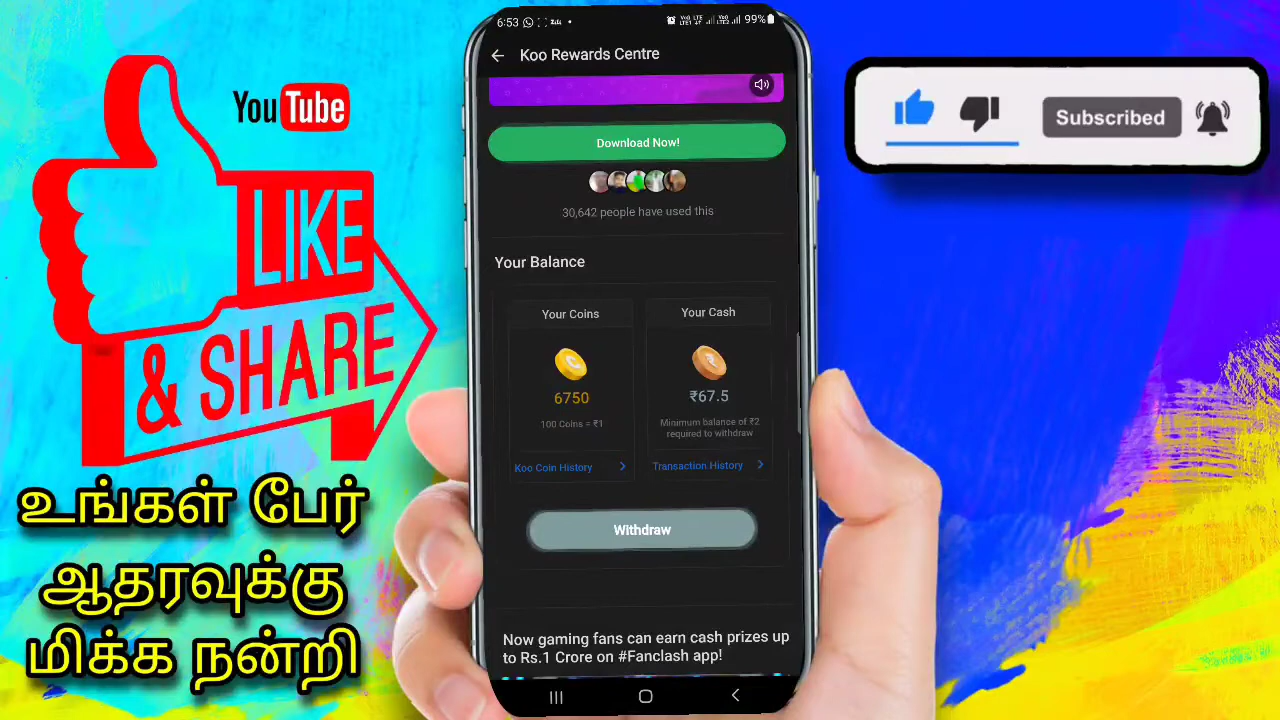 YouTube
LIKE
& SHARE
உங்கள் பேர்
ஆதரவுக்கு
மிக்க நன்றி
6:53
99%
Koo Rewards Centre
Download Now!
30,642 people have used this
Your Balance
Your Coins
6750
100 Coins = ₹1
Koo Coin History
Your Cash
₹67.5
Minimum balance of ₹2
required to withdraw
Transaction History
Withdraw
Now gaming fans can earn cash prizes up
to Rs.1 Crore on #Fanclash app!
Subscribed